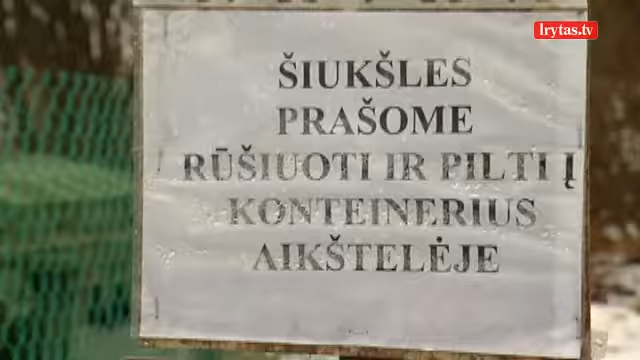 lrytas.tv
ŠIUKŠLES
PRAŠOME
RŪŠIUOTI IR PILTI Į
KONTEINERIUS
AIKŠTELĖJE